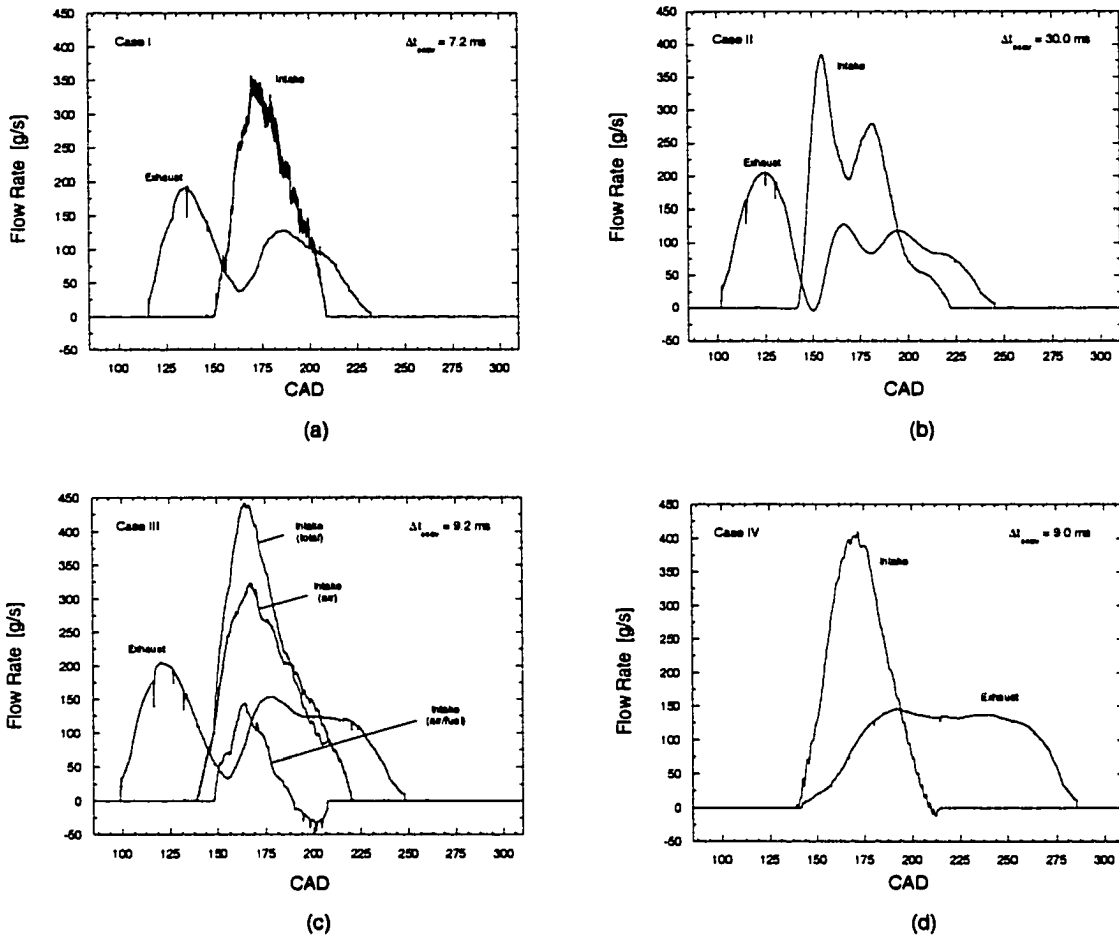 Case I
Δt_scav = 7.2 ms
Intake
Exhaust
Flow Rate [g/s]
450
400
350
300
250
200
150
100
50
0
-50
100 125 150 175 200 225 250 275 300
CAD
(a)
Case II
Δt_scav = 30.0 ms
Intake
Exhaust
Flow Rate [g/s]
450
400
350
300
250
200
150
100
50
0
-50
100 125 150 175 200 225 250 275 300
CAD
(b)
Case III
Δt_scav = 9.2 ms
Intake
(total)
Intake
(air)
Exhaust
Intake
(air/fuel)
Flow Rate [g/s]
450
400
350
300
250
200
150
100
50
0
-50
100 125 150 175 200 225 250 275 300
CAD
(c)
Case IV
Δt_scav = 9.0 ms
Intake
Exhaust
Flow Rate [g/s]
450
400
350
300
250
200
150
100
50
0
-50
100 125 150 175 200 225 250 275 300
CAD
(d)